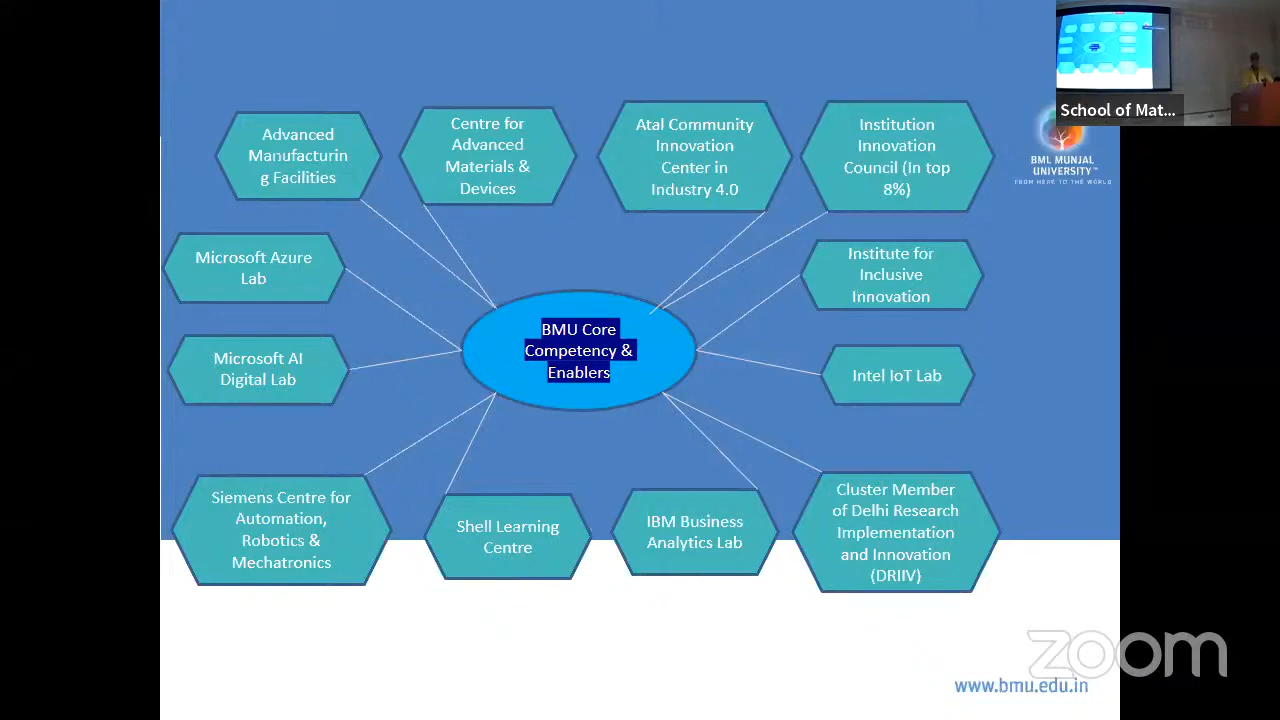 School of Mat...
Advanced
Manufacturin
g Facilities
Centre for
Advanced
Materials &
Devices
Atal Community
Innovation
Center in
Industry 4.0
Institution
Innovation
Council (In top
8%)
BML MUNJAL
UNIVERSITY™
FROM HERE TO THE WORLD
Microsoft Azure
Lab
Institute for
Inclusive
Innovation
BMU Core
Competency &
Enablers
Microsoft AI
Digital Lab
Intel IoT Lab
Siemens Centre for
Automation,
Robotics &
Mechatronics
Shell Learning
Centre
IBM Business
Analytics Lab
Cluster Member
of Delhi Research
Implementation
and Innovation
(DRIIV)
zoom
www.bmu.edu.in